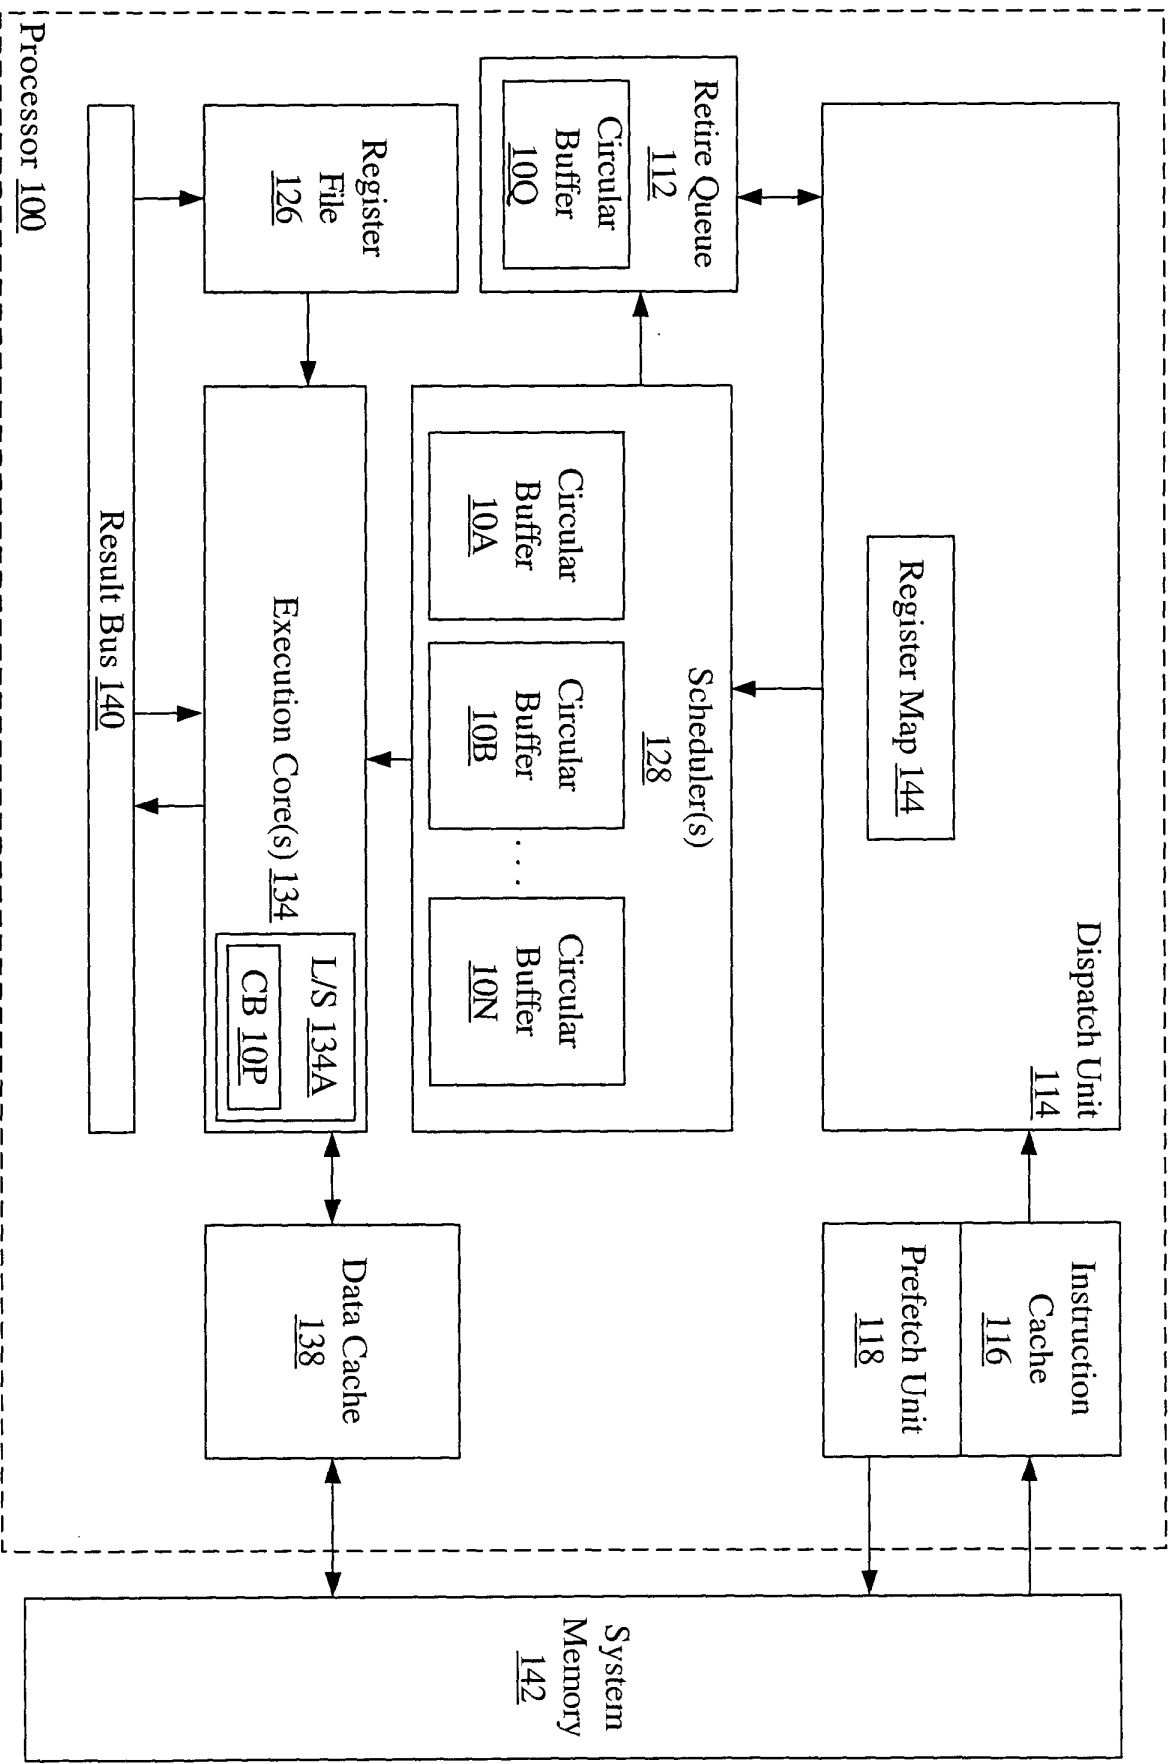 Dispatch Unit
114
Register Map 144
Instruction
Cache
116
Prefetch Unit
118
Retire Queue
112
Circular
Buffer
10Q
Scheduler(s)
128
Circular
Buffer
10A
Circular
Buffer
10B
. . .
Circular
Buffer
10N
Register
File
126
Execution Core(s) 134
L/S 134A
CB 10P
Data Cache
138
Result Bus 140
Processor 100
System
Memory
142